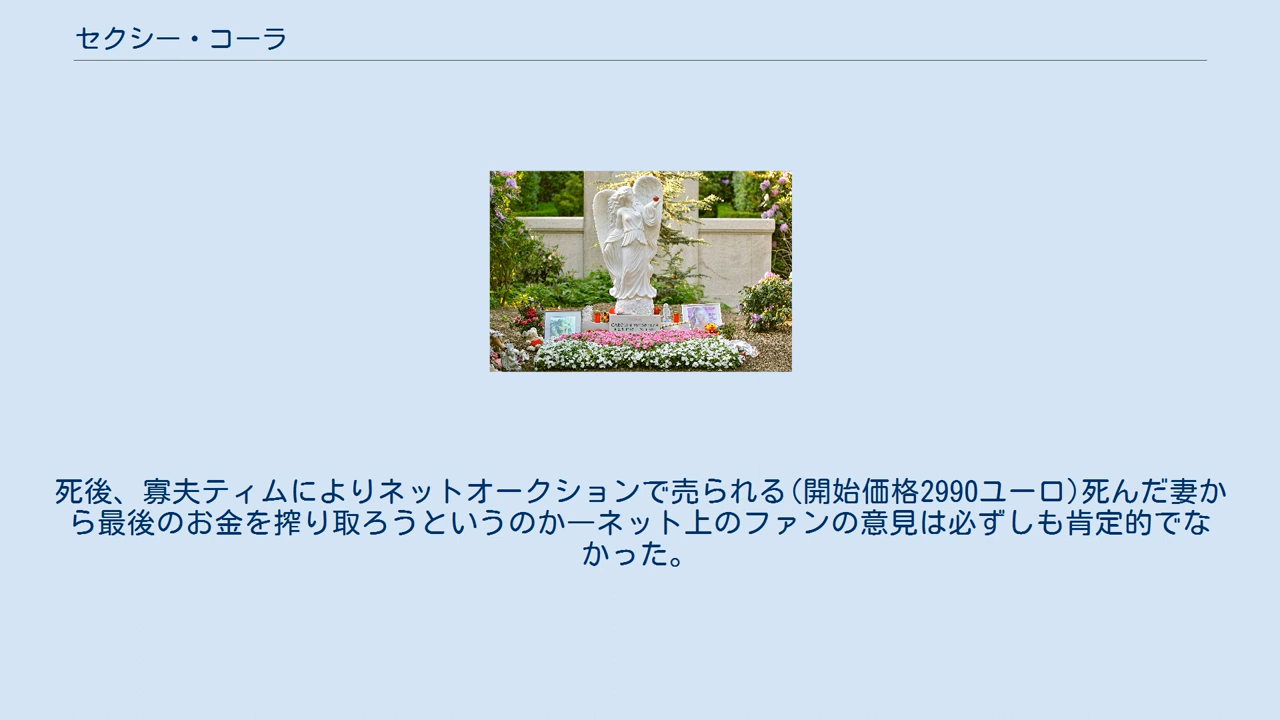 セクシー・コーラ
死後、寡夫ティムによりネットオークションで売られる(開始価格2990ユーロ)死んだ妻か
ら最後のお金を搾り取ろうというのか―ネット上のファンの意見は必ずしも肯定的でな
かった。